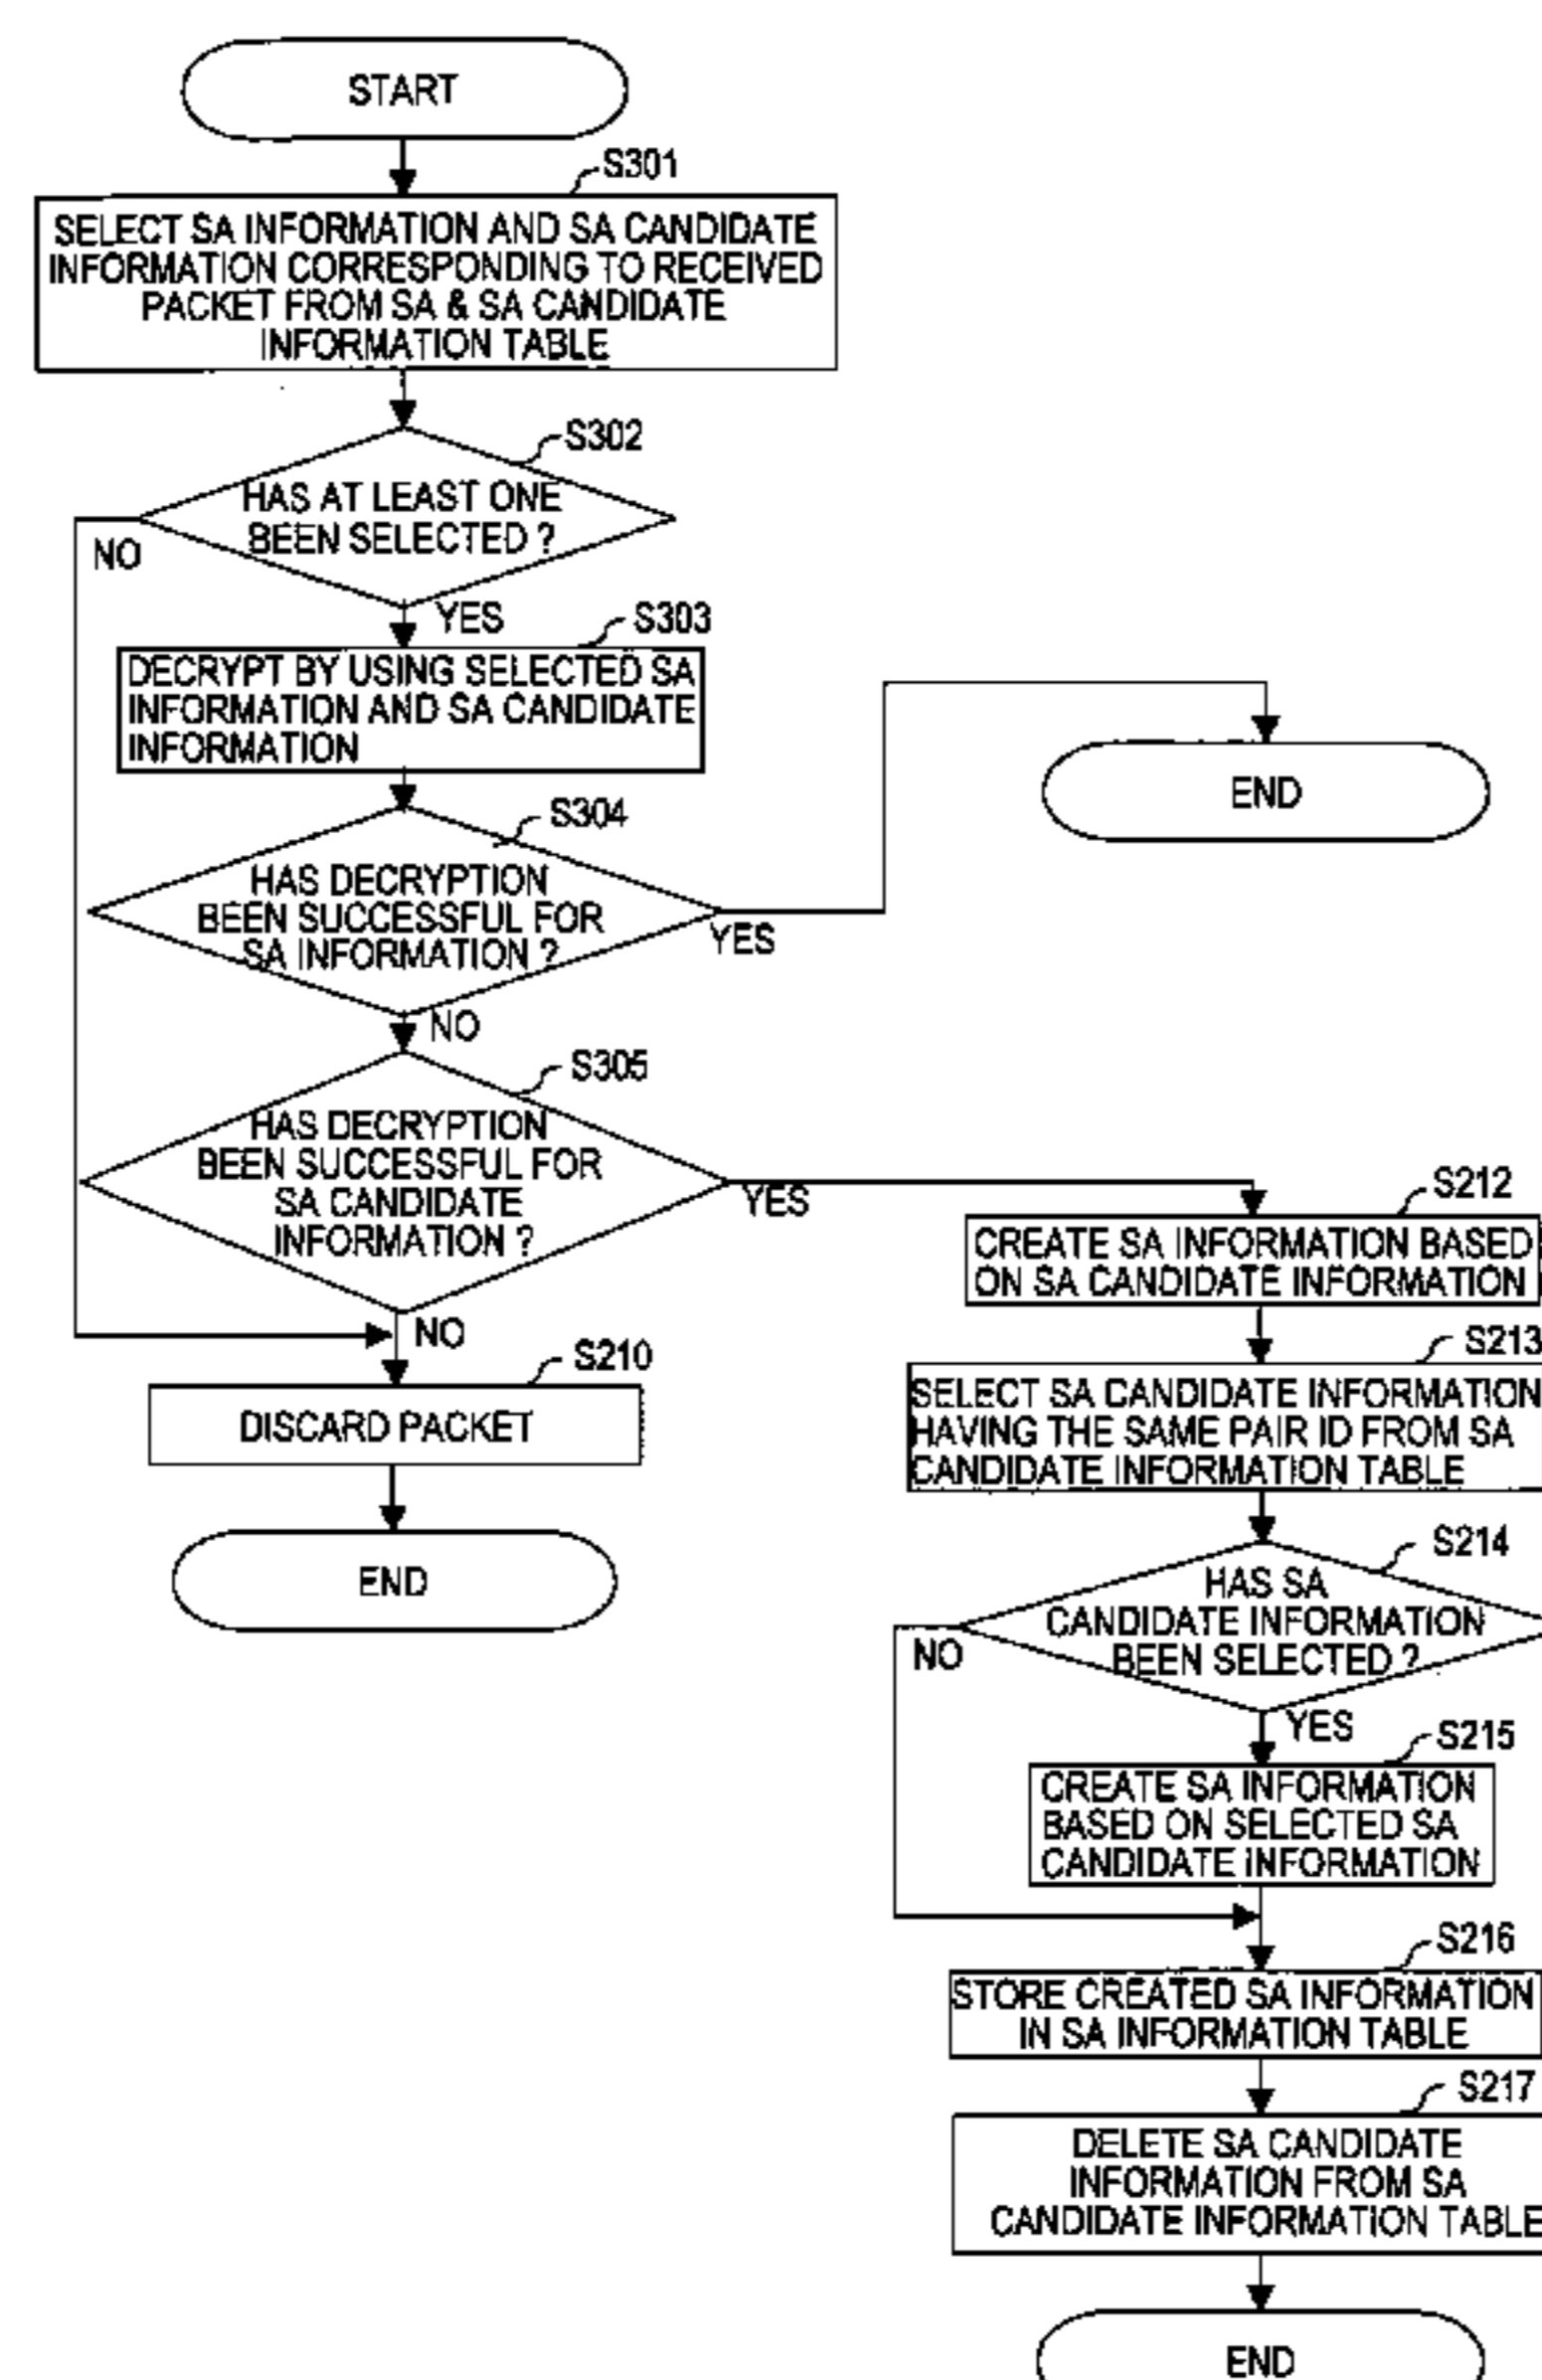 START
S301
SELECT SA INFORMATION AND SA CANDIDATE
INFORMATION CORRESPONDING TO RECEIVED
PACKET FROM SA & SA CANDIDATE
INFORMATION TABLE
S302
HAS AT LEAST ONE
BEEN SELECTED ?
NO
YES
S303
DECRYPT BY USING SELECTED SA
INFORMATION AND SA CANDIDATE
INFORMATION
S304
HAS DECRYPTION
BEEN SUCCESSFUL FOR
SA INFORMATION ?
YES
END
NO
S305
HAS DECRYPTION
BEEN SUCCESSFUL FOR
SA CANDIDATE
INFORMATION ?
YES
NO
S210
DISCARD PACKET
END
S212
CREATE SA INFORMATION BASED
ON SA CANDIDATE INFORMATION
S213
SELECT SA CANDIDATE INFORMATION
HAVING THE SAME PAIR ID FROM SA
CANDIDATE INFORMATION TABLE
S214
HAS SA
CANDIDATE INFORMATION
BEEN SELECTED ?
NO
YES
S215
CREATE SA INFORMATION
BASED ON SELECTED SA
CANDIDATE INFORMATION
S216
STORE CREATED SA INFORMATION
IN SA INFORMATION TABLE
S217
DELETE SA CANDIDATE
INFORMATION FROM SA
CANDIDATE INFORMATION TABLE
END